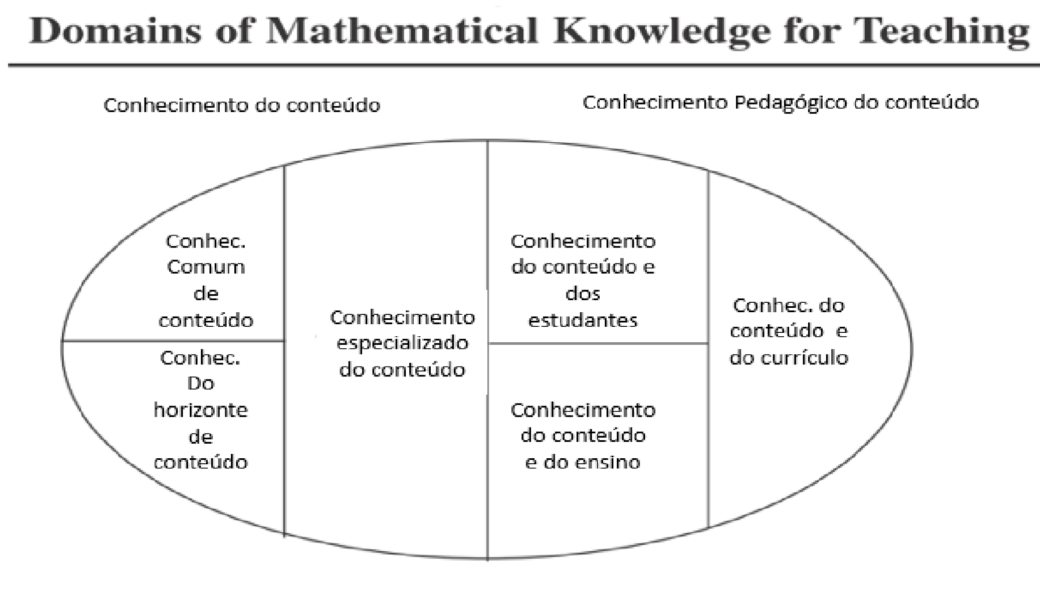 Domains of Mathematical Knowledge for Teaching
Conhecimento do conteúdo
Conhecimento Pedagógico do conteúdo
Conhec.
Comum
de
conteúdo
Conhec.
Do
horizonte
de
conteúdo
Conhecimento
especializado
do conteúdo
Conhecimento
do conteúdo e
dos
estudantes
Conhecimento
do conteúdo
e do ensino
Conhec. do
conteúdo e
do currículo